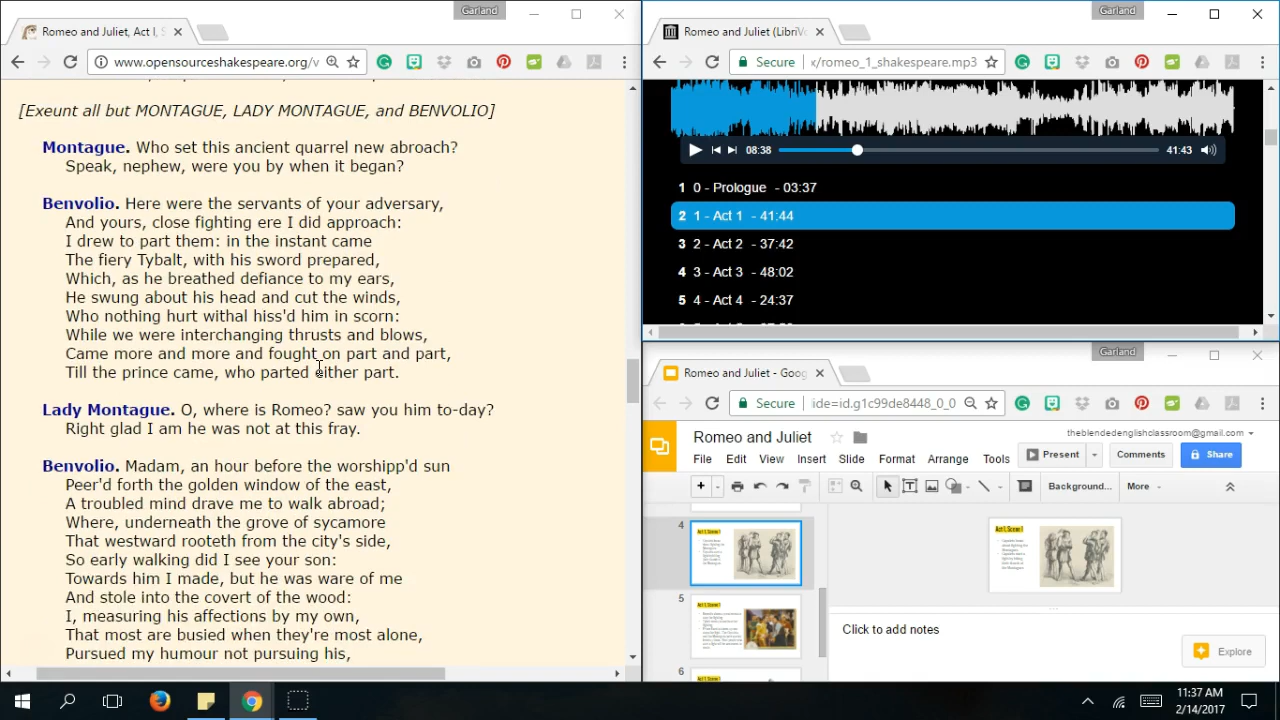 Garland
Romeo and Juliet, Act I, S
www.opensourceshakespeare.org/v
[Exeunt all but MONTAGUE, LADY MONTAGUE, and BENVOLIO]
Montague. Who set this ancient quarrel new abroach?
Speak, nephew, were you by when it began?
Benvolio. Here were the servants of your adversary,
And yours, close fighting ere I did approach:
I drew to part them: in the instant came
The fiery Tybalt, with his sword prepared,
Which, as he breathed defiance to my ears,
He swung about his head and cut the winds,
Who nothing hurt withal hiss'd him in scorn:
While we were interchanging thrusts and blows,
Came more and more and fought on part and part,
Till the prince came, who parted either part.
Lady Montague. O, where is Romeo? saw you him to-day?
Right glad I am he was not at this fray.
Benvolio. Madam, an hour before the worshipp'd sun
Peer'd forth the golden window of the east,
A troubled mind drave me to walk abroad;
Where, underneath the grove of sycamore
That westward rooteth from the city's side,
So early walking did I see your son:
Towards him I made, but he was ware of me
And stole into the covert of the wood:
I, measuring his affections by my own,
That most are busied when they're most alone,
Pursued my humour not pursuing his,
Garland
Romeo and Juliet (LibriVo
Secure x/romeo_1_shakespeare.mp3
08:38 41:43
1 0 - Prologue - 03:37
2 1 - Act 1 - 41:44
3 2 - Act 2 - 37:42
4 3 - Act 3 - 48:02
5 4 - Act 4 - 24:37
Garland
Romeo and Juliet - Goog
Secure ide=id.g1c99de8448_0_0
theblendedenglishclassroom@gmail.com
Romeo and Juliet
File Edit View Insert Slide Format Arrange Tools
Present Comments Share
Background... More
4 Act I, Scene 1
Act I, Scene 1
5 Act I, Scene 1
6
Click to add notes
Explore
11:37 AM
2/14/2017